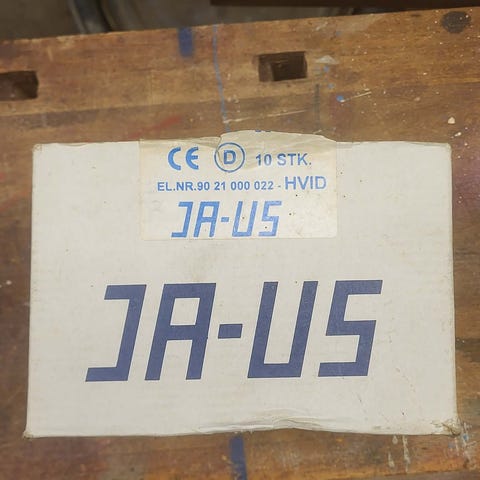 CE D 10 STK.
EL.NR.90 21 000 022 - HVID
JA-US
JA-US